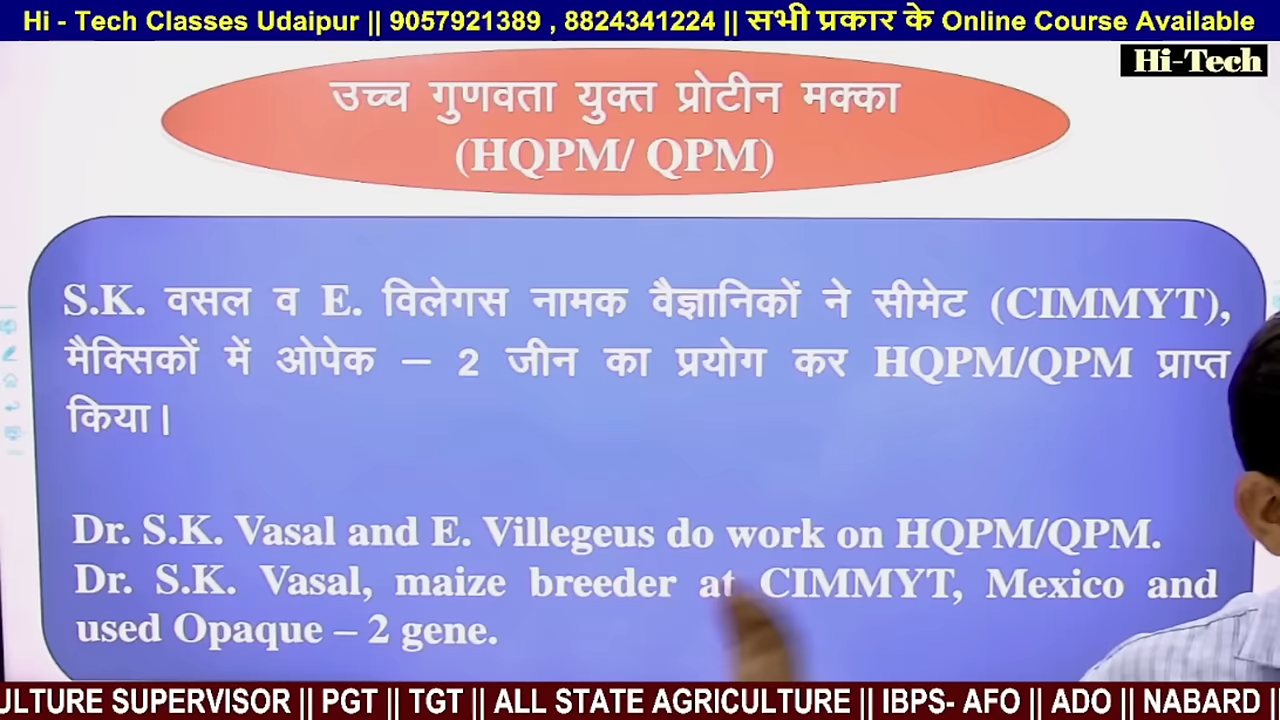 Hi - Tech Classes Udaipur || 9057921389 , 8824341224 || सभी प्रकार के Online Course Available
Hi-Tech
उच्च गुणवता युक्त प्रोटीन मक्का
(HQPM/ QPM)
S.K. वसल व E. विलेगस नामक वैज्ञानिकों ने सीमेट (CIMMYT),
मैक्सिकों में ओपेक – 2 जीन का प्रयोग कर HQPM/QPM प्राप्त
किया।
Dr. S.K. Vasal and E. Villegeus do work on HQPM/QPM.
Dr. S.K. Vasal, maize breeder at CIMMYT, Mexico and
used Opaque – 2 gene.
ULTURE SUPERVISOR || PGT || TGT || ALL STATE AGRICULTURE || IBPS- AFO || ADO || NABARD |